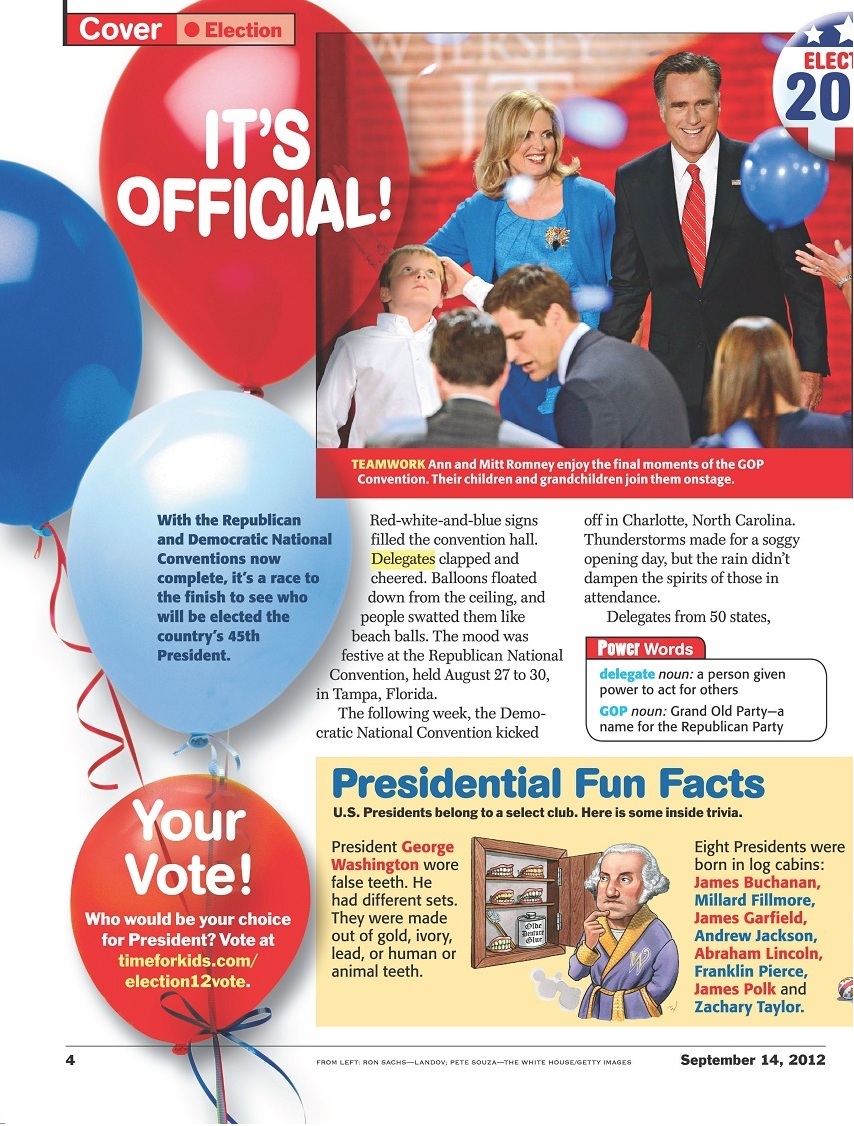 Cover
Election
IT'S
OFFICIAL!
ELECT
20
TEAMWORK Ann and Mitt Romney enjoy the final moments of the GOP
Convention. Their children and grandchildren join them onstage.
With the Republican
and Democratic National
Conventions now
complete, it's a race to
the finish to see who
will be elected the
country's 45th
President.
Red-white-and-blue signs
filled the convention hall.
Delegates clapped and
cheered. Balloons floated
down from the ceiling, and
people swatted them like
beach balls. The mood was
festive at the Republican National
Convention, held August 27 to 30,
in Tampa, Florida.
The following week, the Demo-
cratic National Convention kicked
off in Charlotte, North Carolina.
Thunderstorms made for a soggy
opening day, but the rain didn't
dampen the spirits of those in
attendance.
Delegates from 50 states,
Power Words
delegate noun: a person given
power to act for others
GOP noun: Grand Old Party—a
name for the Republican Party
Your
Vote!
Who would be your choice
for President? Vote at
timeforkids.com/
election12vote.
Presidential Fun Facts
U.S. Presidents belong to a select club. Here is some inside trivia.
President George
Washington wore
false teeth. He
had different sets.
They were made
out of gold, ivory,
lead, or human or
animal teeth.
Olde
Denture
Glue
W
Eight Presidents were
born in log cabins:
James Buchanan,
Millard Fillmore,
James Garfield,
Andrew Jackson,
Abraham Lincoln,
Franklin Pierce,
James Polk and
Zachary Taylor.
4
FROM LEFT: RON SACHS—LANDOV; PETE SOUZA—THE WHITE HOUSE/GETTY IMAGES
September 14, 2012